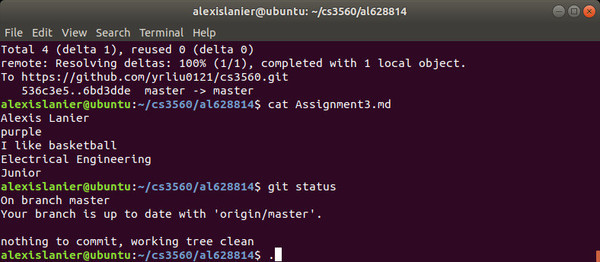 alexislanier@ubuntu: ~/cs3560/al628814
File Edit View Search Terminal Help
Total 4 (delta 1), reused 0 (delta 0)
remote: Resolving deltas: 100% (1/1), completed with 1 local object.
To https://github.com/yrliu0121/cs3560.git
   536c3e5..6bd3dde  master -> master
alexislanier@ubuntu:~/cs3560/al628814$ cat Assignment3.md
Alexis Lanier
purple
I like basketball
Electrical Engineering
Junior
alexislanier@ubuntu:~/cs3560/al628814$ git status
On branch master
Your branch is up to date with 'origin/master'.
nothing to commit, working tree clean
alexislanier@ubuntu:~/cs3560/al628814$ .